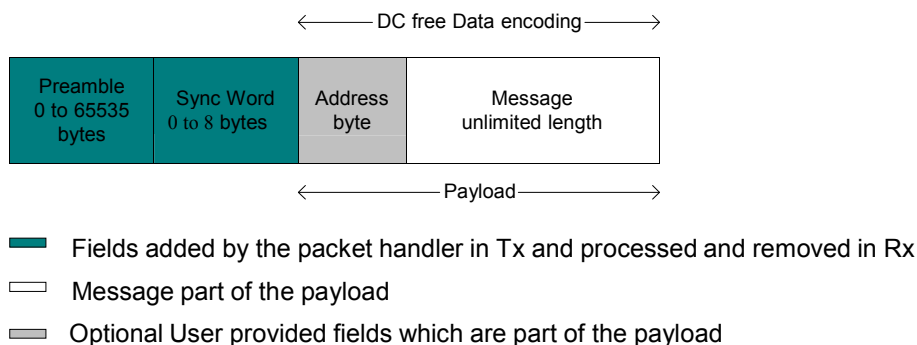 DC free Data encoding
Preamble
0 to 65535
bytes
Sync Word
0 to 8 bytes
Address
byte
Message
unlimited length
Payload
Fields added by the packet handler in Tx and processed and removed in Rx
Message part of the payload
Optional User provided fields which are part of the payload